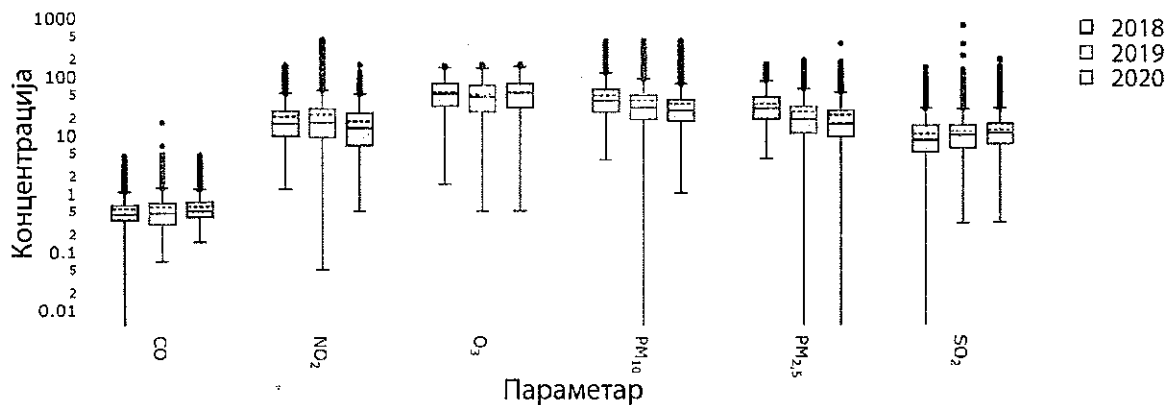 1000
5
2
100
5
2
10
5
2
1
5
2
0.1
5
2
0.01
Концентрација
CO
NO₂
O₃
PM₁₀
PM₂,₅
SO₂
Параметар
2018
2019
2020